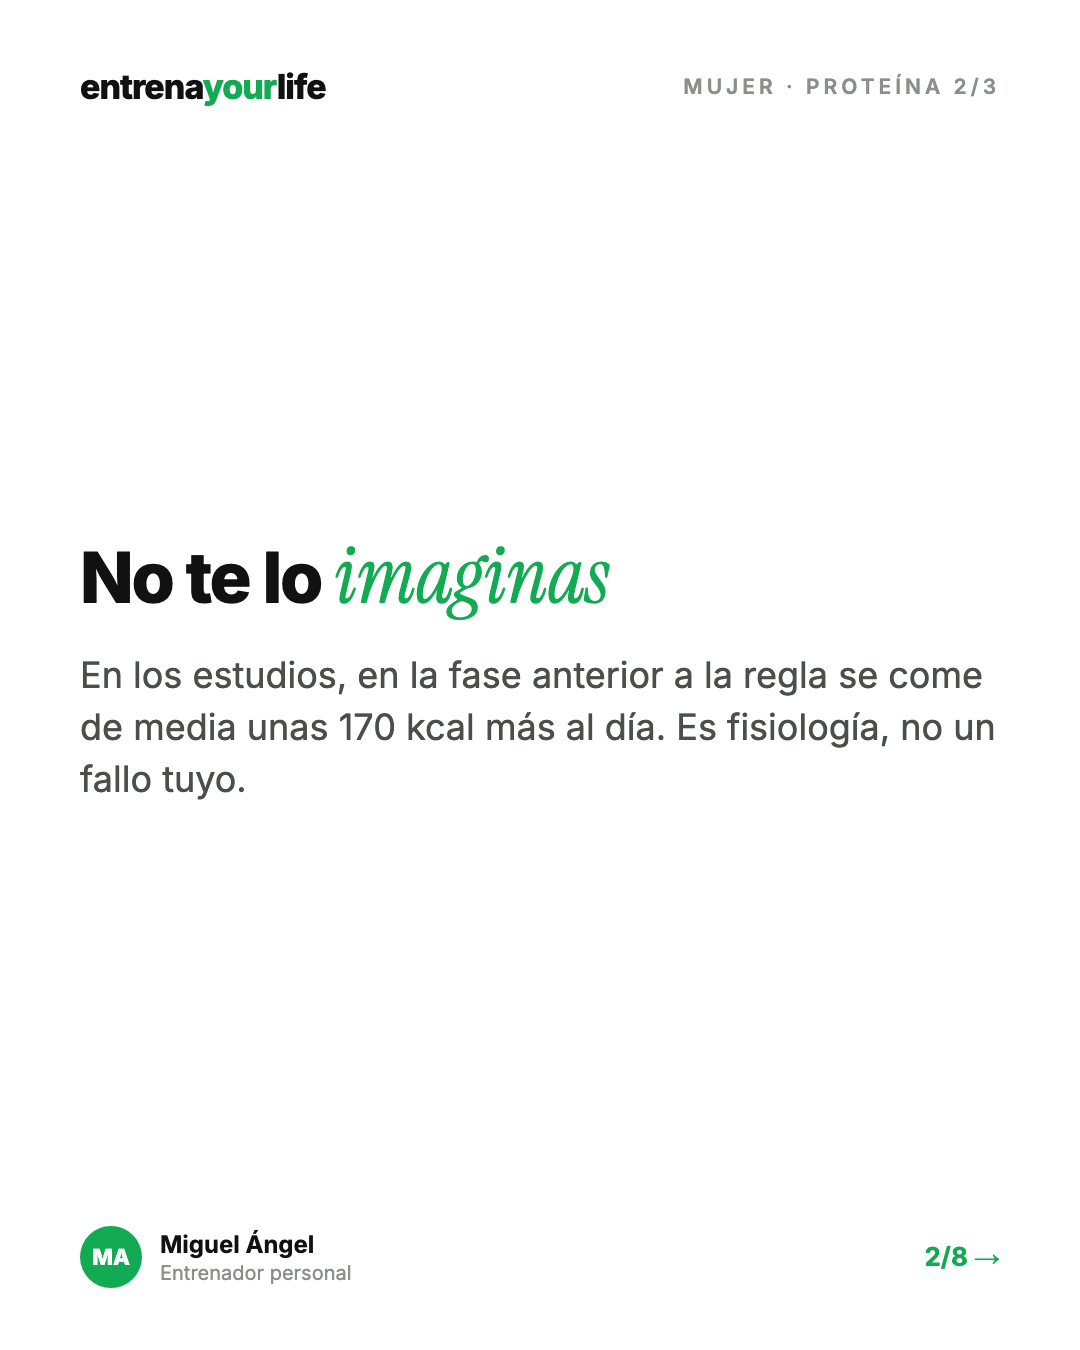 entrenayourlife
MUJER · PROTEÍNA 2/3
No te lo imaginas
En los estudios, en la fase anterior a la regla se come
de media unas 170 kcal más al día. Es fisiología, no un
fallo tuyo.
MA
Miguel Ángel
Entrenador personal
2/8 →